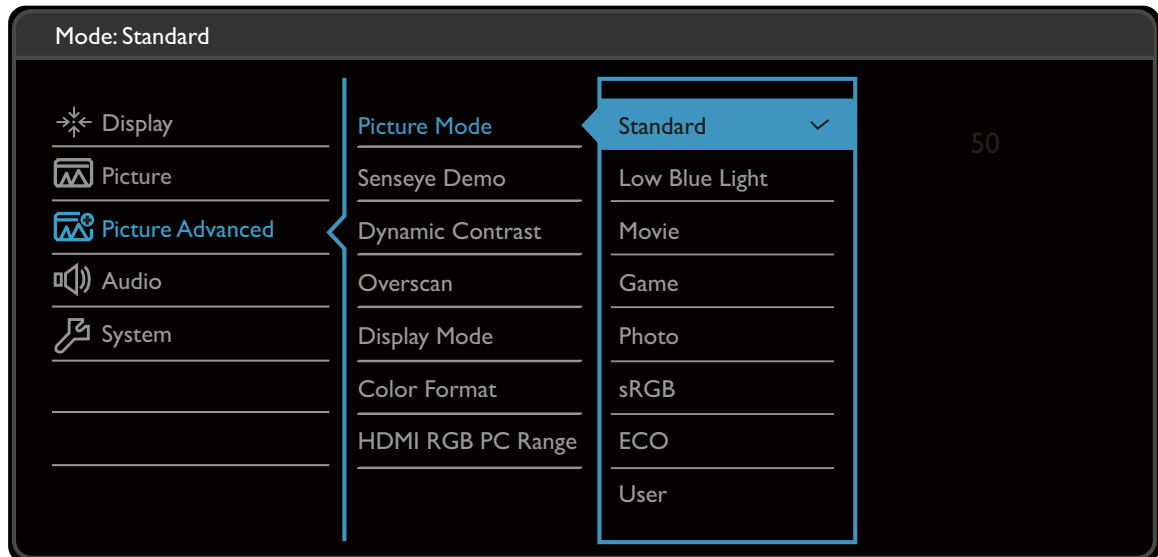 Mode: Standard
Display
Picture
Picture Advanced
Audio
System
Picture Mode
Senseye Demo
Dynamic Contrast
Overscan
Display Mode
Color Format
HDMI RGB PC Range
Standard
Low Blue Light
Movie
Game
Photo
sRGB
ECO
User
50